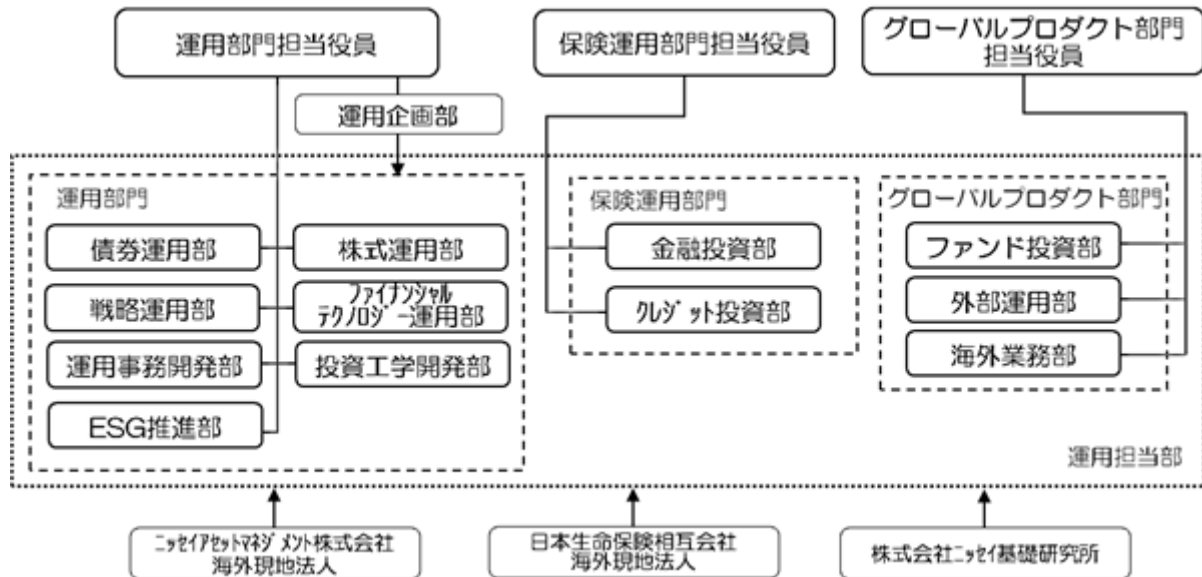 運用部門担当役員
保険運用部門担当役員
グローバルプロダクト部門
担当役員
運用企画部
運用部門
債券運用部
株式運用部
戦略運用部
ファイナンシャル
テクノロジー運用部
運用事務開発部
投資工学開発部
ESG推進部
保険運用部門
金融投資部
クレジット投資部
グローバルプロダクト部門
ファンド投資部
外部運用部
海外業務部
運用担当部
ニッセイアセットマネジメント株式会社
海外現地法人
日本生命保険相互会社
海外現地法人
株式会社ニッセイ基礎研究所